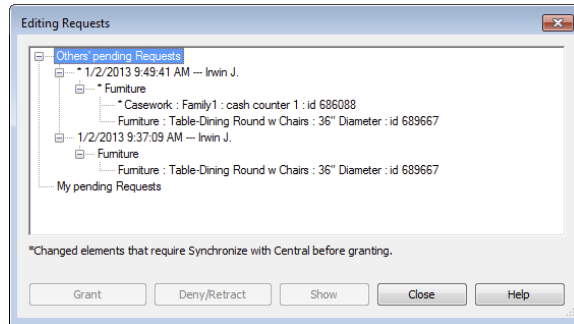 Editing Requests
Others' pending Requests
* 1/2/2013 9:49:41 AM --- Irwin J.
* Furniture
* Casework : Family1 : cash counter 1 : id 686088
Furniture : Table-Dining Round w Chairs : 36" Diameter : id 689667
1/2/2013 9:37:09 AM --- Irwin J.
Furniture
Furniture : Table-Dining Round w Chairs : 36" Diameter : id 689667
My pending Requests
*Changed elements that require Synchronize with Central before granting.
Grant Deny/Retract Show Close Help